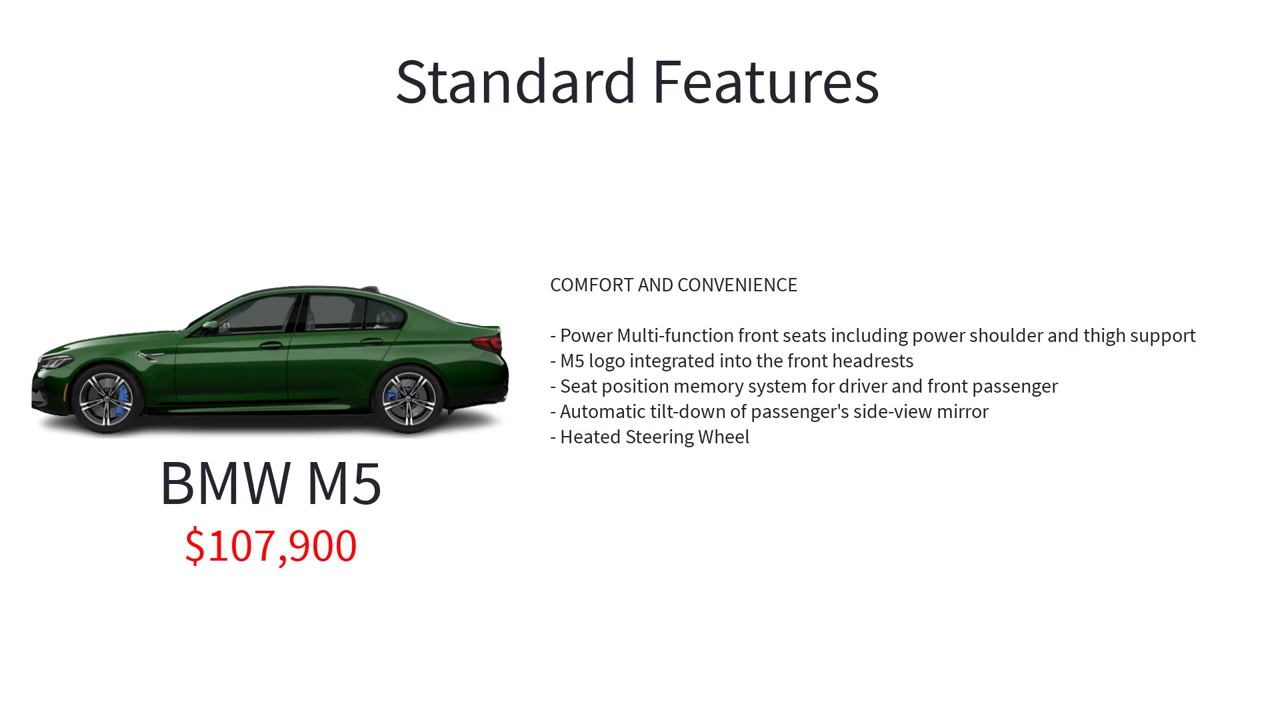 Standard Features
COMFORT AND CONVENIENCE
- Power Multi-function front seats including power shoulder and thigh support
- M5 logo integrated into the front headrests
- Seat position memory system for driver and front passenger
- Automatic tilt-down of passenger's side-view mirror
- Heated Steering Wheel
BMW M5
$107,900